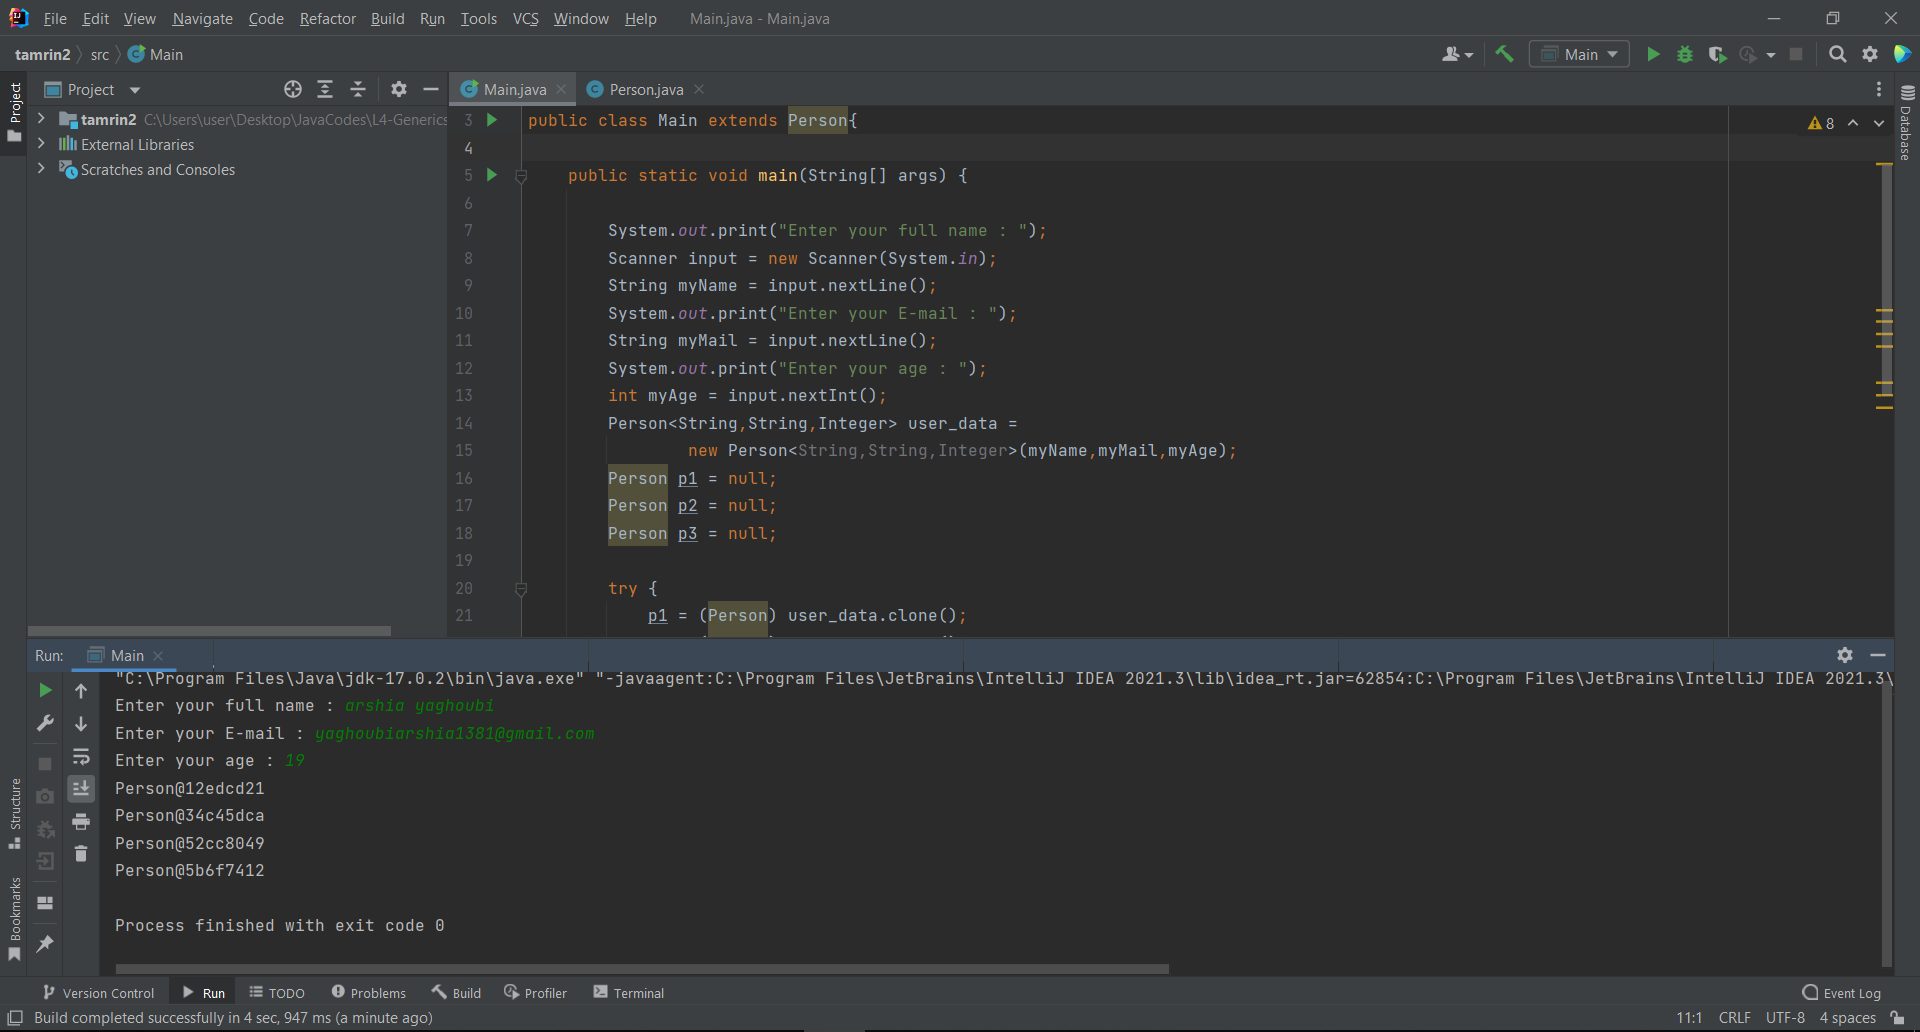 File Edit View Navigate Code Refactor Build Run Tools VCS Window Help Main.java - Main.java
tamrin2 src Main
Main
Project
Project
Main.java
Person.java
Database
tamrin2 C:\Users\user\Desktop\JavaCodes\L4-Generics
External Libraries
Scratches and Consoles
8
3 public class Main extends Person{
4
5 public static void main(String[] args) {
6
7 System.out.print("Enter your full name : ");
8 Scanner input = new Scanner(System.in);
9 String myName = input.nextLine();
10 System.out.print("Enter your E-mail : ");
11 String myMail = input.nextLine();
12 System.out.print("Enter your age : ");
13 int myAge = input.nextInt();
14 Person<String,String,Integer> user_data =
15 new Person<String,String,Integer>(myName,myMail,myAge);
16 Person p1 = null;
17 Person p2 = null;
18 Person p3 = null;
19
20 try {
21 p1 = (Person) user_data.clone();
Run: Main
"C:\Program Files\Java\jdk-17.0.2\bin\java.exe" "-javaagent:C:\Program Files\JetBrains\IntelliJ IDEA 2021.3\lib\idea_rt.jar=62854:C:\Program Files\JetBrains\IntelliJ IDEA 2021.3\
Enter your full name : arshia yaghoubi
Enter your E-mail : yaghoubiarshia1381@gmail.com
Enter your age : 19
Person@12edcd21
Person@34c45dca
Person@52cc8049
Person@5b6f7412
Process finished with exit code 0
Structure
Bookmarks
Version Control Run TODO Problems Build Profiler Terminal Event Log
Build completed successfully in 4 sec, 947 ms (a minute ago) 11:1 CRLF UTF-8 4 spaces